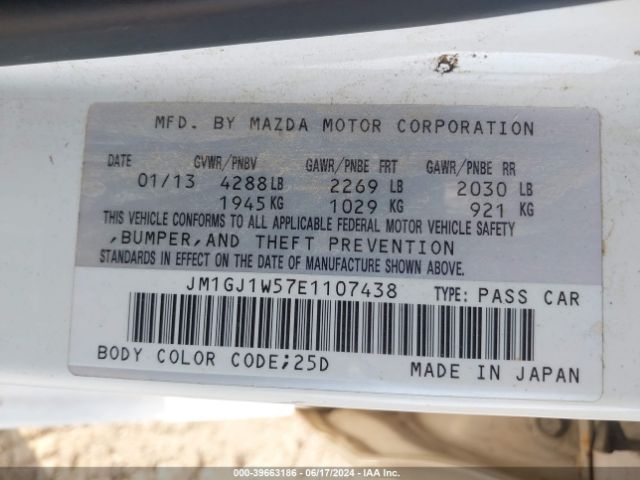 MFD. BY MAZDA MOTOR CORPORATION
DATE GVWR/PNBV GAWR/PNBE FRT GAWR/PNBE RR
01/13 4288 LB 2269 LB 2030 LB
1945 KG 1029 KG 921 KG
THIS VEHICLE CONFORMS TO ALL APPLICABLE FEDERAL MOTOR VEHICLE SAFETY
,BUMPER,AND THEFT PREVENTION
STANDARDS IN EFFECT ON THE DATE OF MANUFACTURE SHOWN ABOVE.
JM1GJ1W57E1107438 TYPE: PASS CAR
BODY COLOR CODE;25D MADE IN JAPAN
000-39663186 - 06/17/2024 - IAA Inc.